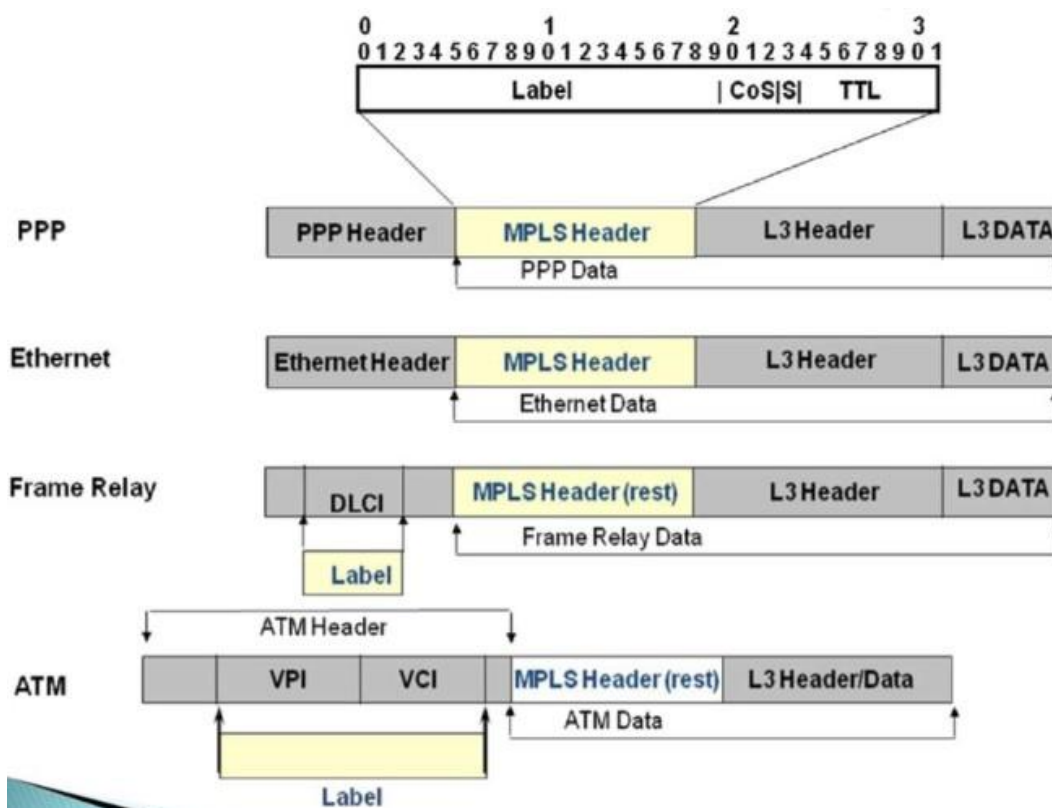 0 1 2 3
0 1 2 3 4 5 6 7 8 9 0 1 2 3 4 5 6 7 8 9 0 1 2 3 4 5 6 7 8 9 0 1
Label | CoS|S| TTL
PPP
PPP Header MPLS Header L3 Header L3 DATA
PPP Data
Ethernet
Ethernet Header MPLS Header L3 Header L3 DATA
Ethernet Data
Frame Relay
DLCI MPLS Header (rest) L3 Header L3 DATA
Frame Relay Data
Label
ATM Header
ATM
VPI VCI MPLS Header (rest) L3 Header/Data
ATM Data
Label